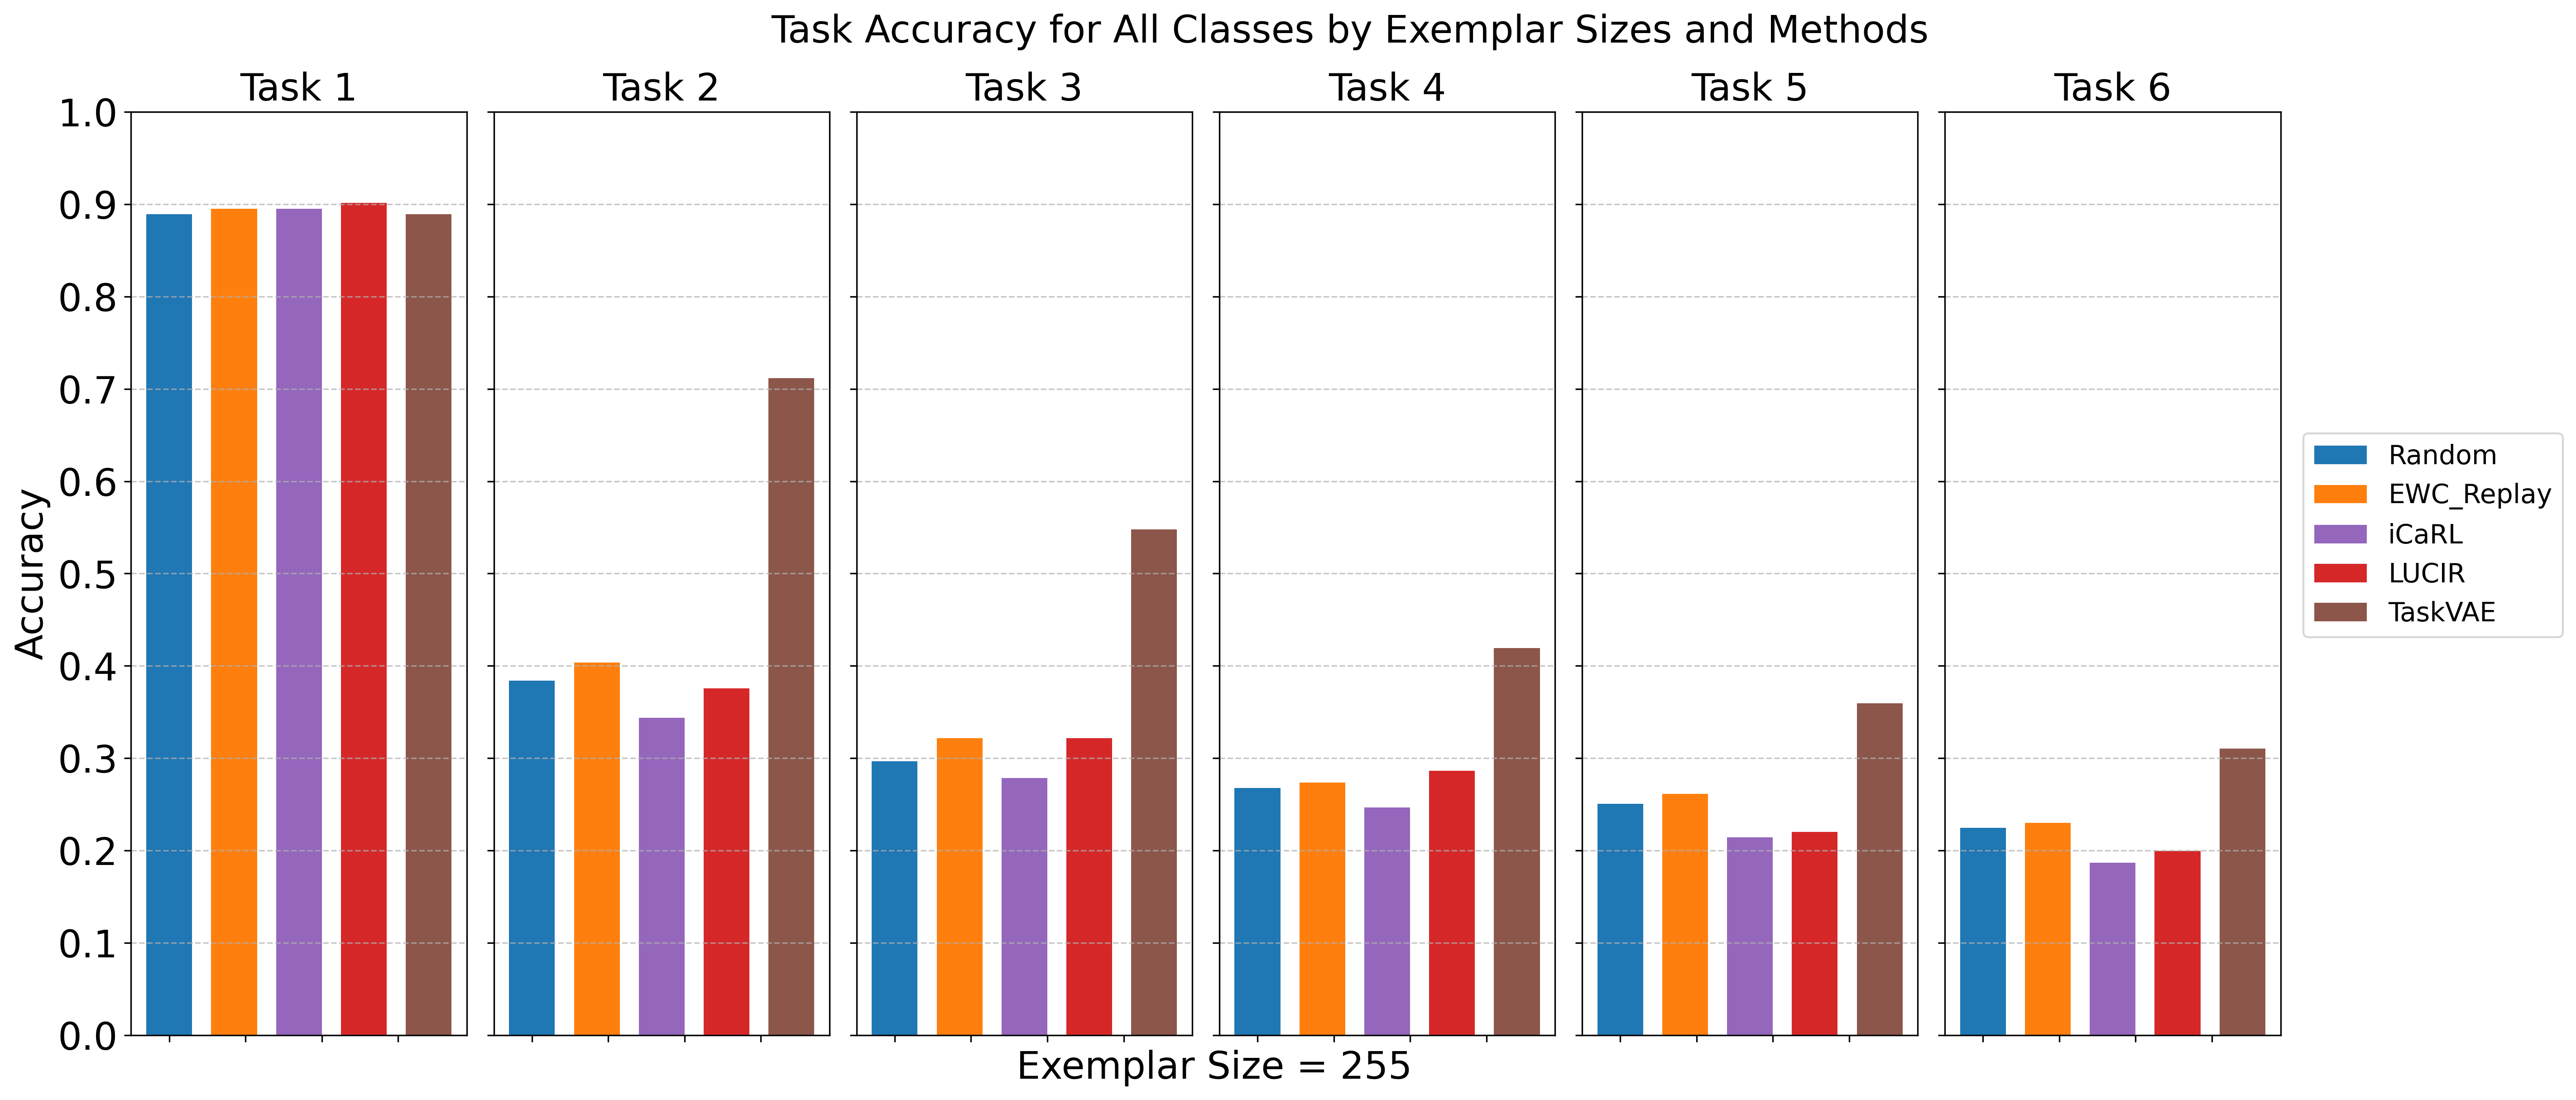 Task Accuracy for All Classes by Exemplar Sizes and Methods
Task 1
Task 2
Task 3
Task 4
Task 5
Task 6
1.0
0.9
0.8
0.7
0.6
0.5
0.4
0.3
0.2
0.1
0.0
Accuracy
Exemplar Size = 255
Random
EWC_Replay
iCaRL
LUCIR
TaskVAE